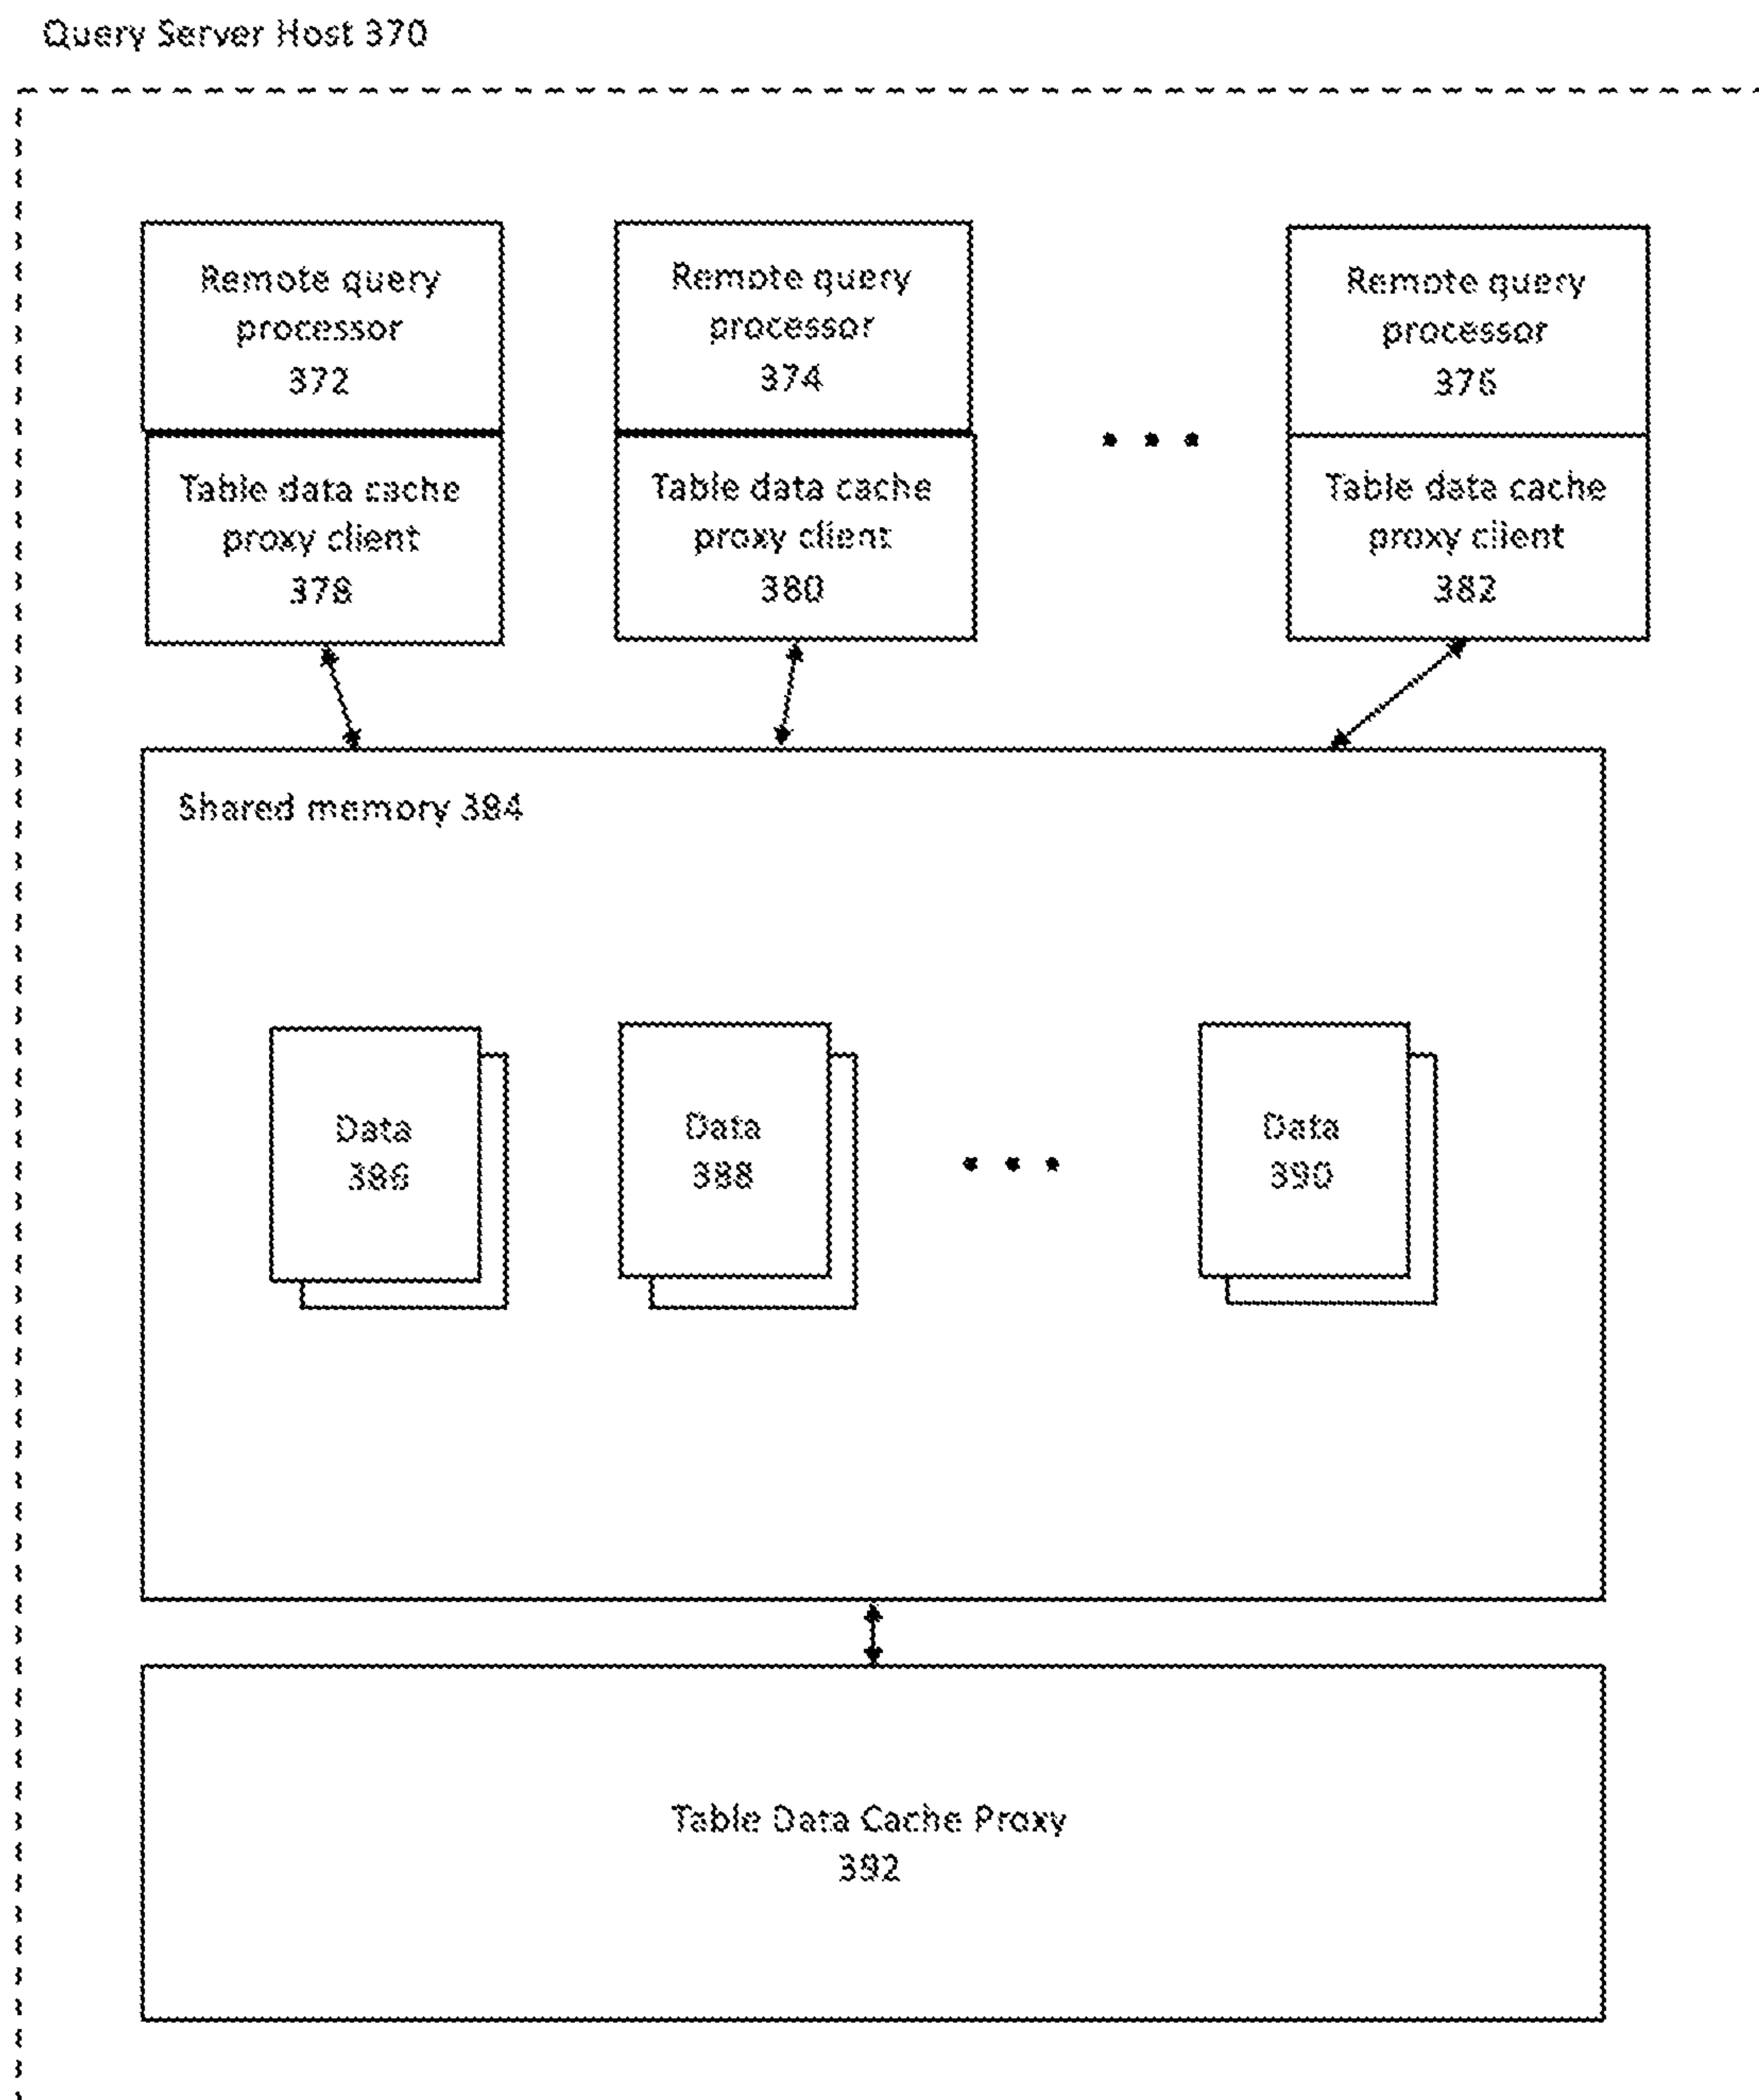 Query Server Host 370
Remote query
processor
372
Remote query
processor
374
Remote query
processor
376
Table data cache
proxy client
378
Table data cache
proxy client
380
Table data cache
proxy client
382
Shared memory 384
Data
386
Data
388
Data
390
Table Data Cache Proxy
392